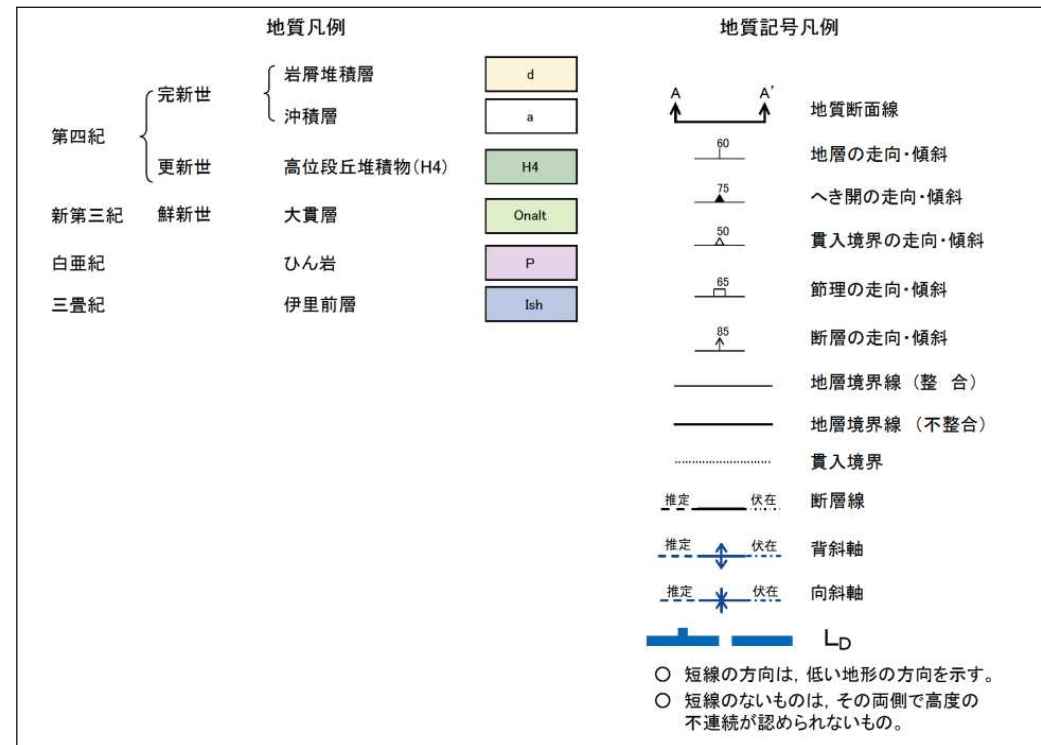 地質凡例
第四紀
完新世
岩屑堆積層
d
沖積層
a
更新世
高位段丘堆積物(H4)
H4
新第三紀 鮮新世 大貫層 Onalt
白亜紀 ひん岩 P
三畳紀 伊里前層 Ish
地質記号凡例
A A' 地質断面線
60 地層の走向・傾斜
75 へき開の走向・傾斜
50 貫入境界の走向・傾斜
65 節理の走向・傾斜
85 断層の走向・傾斜
地層境界線 (整 合)
地層境界線 (不整合)
貫入境界
推定 伏在 断層線
推定 伏在 背斜軸
推定 伏在 向斜軸
LD
○ 短線の方向は, 低い地形の方向を示す。
○ 短線のないものは, その両側で高度の
不連続が認められないもの。